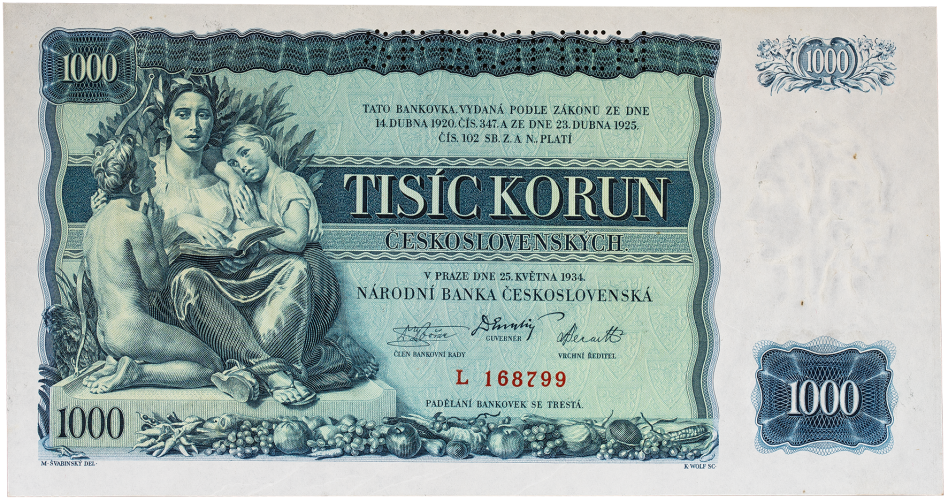 1000
1000
TATO BANKOVKA, VYDANÁ PODLE ZÁKONŮ ZE DNE
14. DUBNA 1920. ČÍS. 347. A ZE DNE 23. DUBNA 1925.
ČÍS. 102 SB. Z. A N., PLATÍ
TISÍC KORUN
ČESKOSLOVENSKÝCH.
V PRAZE DNE 25. KVĚTNA 1934.
NÁRODNÍ BANKA ČESKOSLOVENSKÁ
ČLEN BANKOVNÍ RADY
GUVERNÉR
VRCHNÍ ŘEDITEL
L 168799
PADĚLÁNÍ BANKOVEK SE TRESTÁ.
1000
1000
M. ŠVABINSKÝ DEL.
K. WOLF SC.